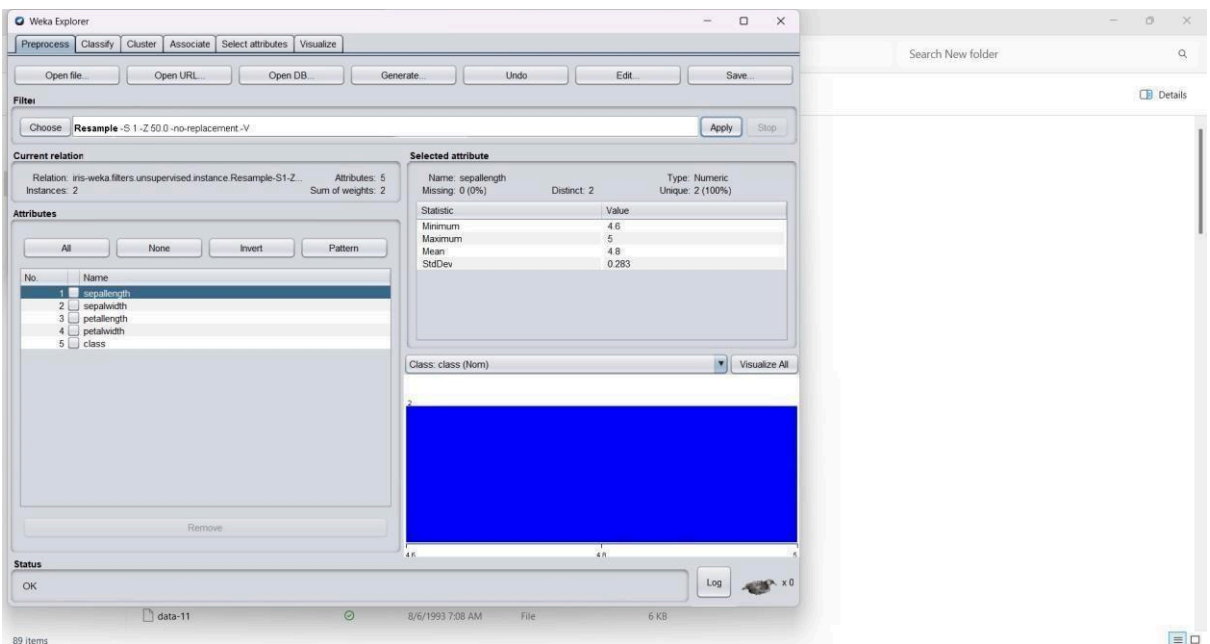 Weka Explorer
Search New folder
Preprocess Classify Cluster Associate Select attributes Visualize
Open file... Open URL... Open DB... Generate... Undo Edit... Save...
Details
Filter
Choose Resample -S 1 -Z 50.0 -no-replacement -V Apply Stop
Current relation
Relation: iris-weka.filters.unsupervised.instance.Resample-S1-Z... Attributes: 5
Instances: 2 Sum of weights: 2
Selected attribute
Name: sepallength Type: Numeric
Missing: 0 (0%) Distinct: 2 Unique: 2 (100%)
Statistic Value
Minimum 4.6
Maximum 5
Mean 4.8
StdDev 0.283
Attributes
All None Invert Pattern
No. Name
1 sepallength
2 sepalwidth
3 petallength
4 petalwidth
5 class
Class: class (Nom) Visualize All
2
4.6 4.8 5
Remove
Status
OK Log x 0
data-11 8/6/1993 7:08 AM File 6 KB
89 items